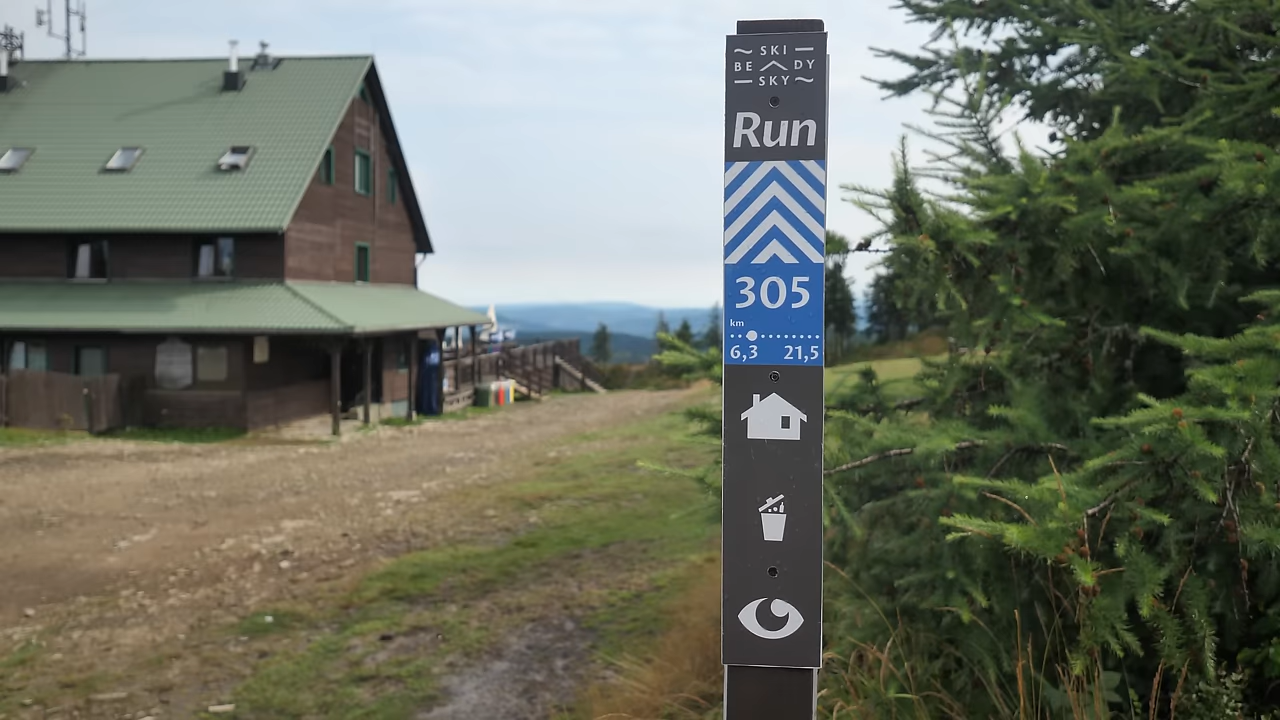 ~ SKI —
BE DY
— SKY ~
Run
305
km
6,3 21,5